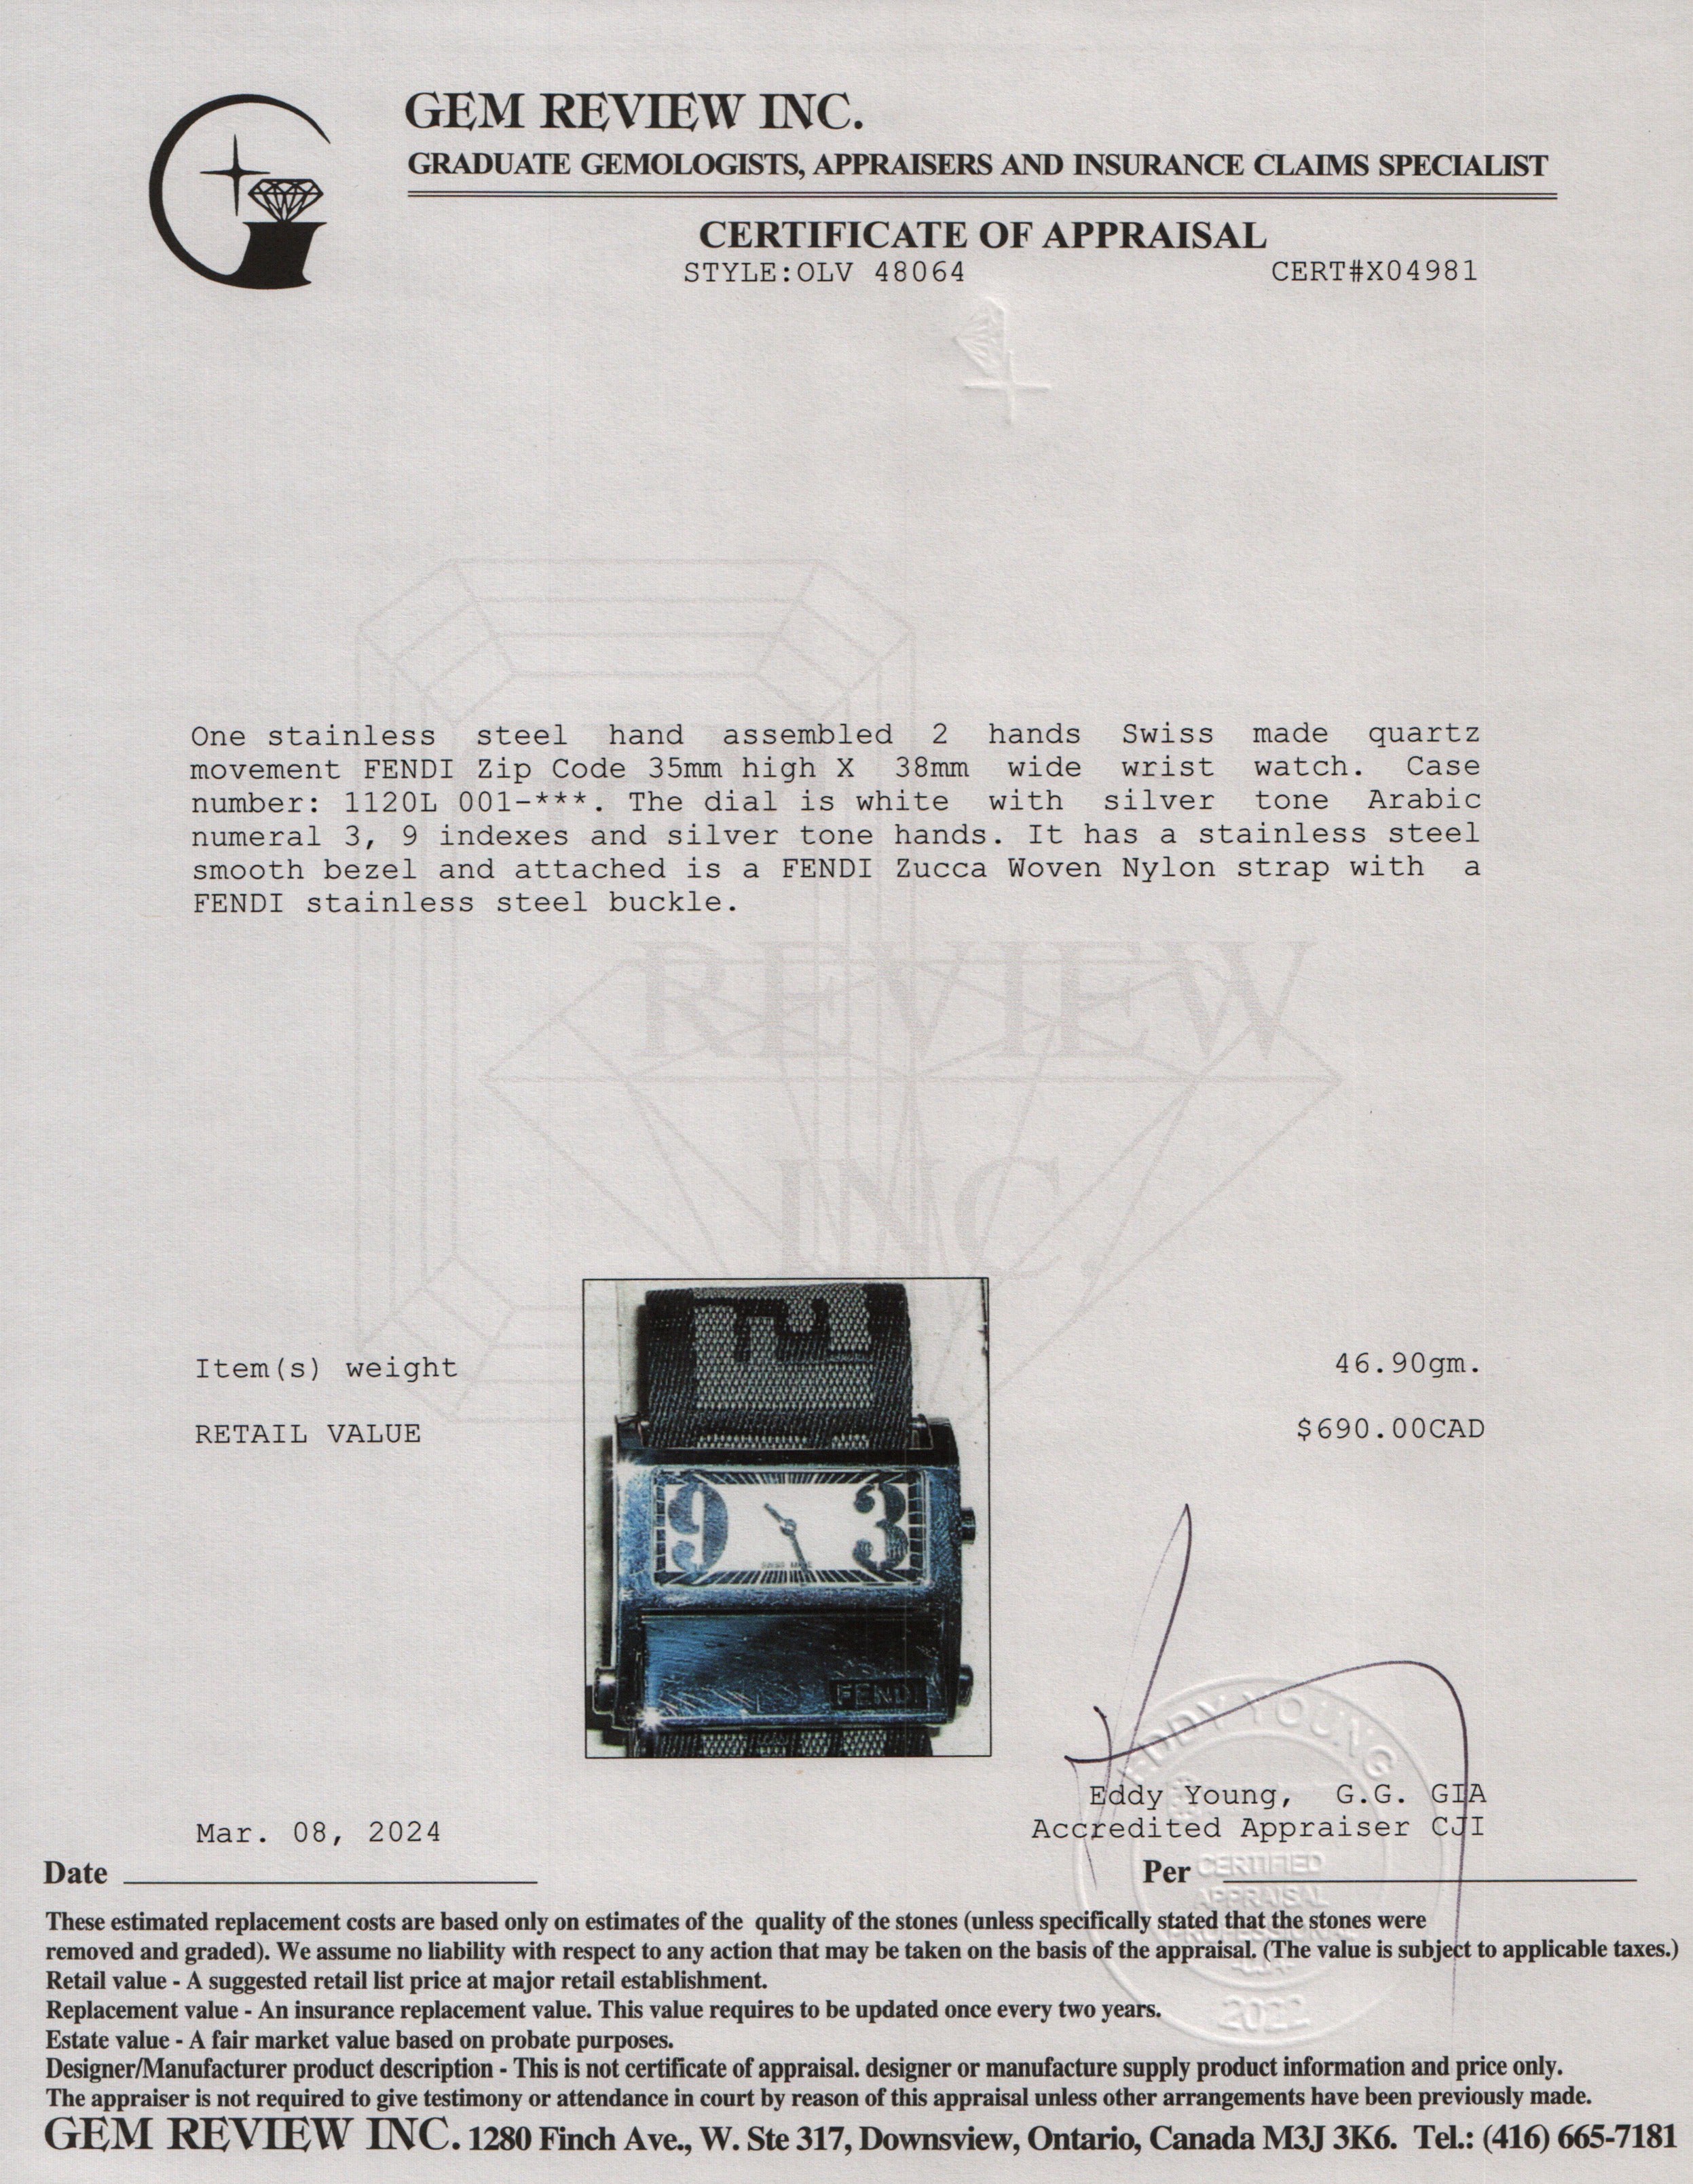 GEM REVIEW INC.
GRADUATE GEMOLOGISTS, APPRAISERS AND INSURANCE CLAIMS SPECIALIST
CERTIFICATE OF APPRAISAL
STYLE:OLV 48064 CERT#X04981
One stainless steel hand assembled 2 hands Swiss made quartz
movement FENDI Zip Code 35mm high X 38mm wide wrist watch. Case
number: 1120L 001-***. The dial is white with silver tone Arabic
numeral 3, 9 indexes and silver tone hands. It has a stainless steel
smooth bezel and attached is a FENDI Zucca Woven Nylon strap with a
FENDI stainless steel buckle.
REVIEW
INC.
Item(s) weight 46.90gm.
RETAIL VALUE $690.00CAD
9 3
SWISS MADE
FENDI
EDDY YOUNG
Eddy Young, G.G. GIA
Accredited Appraiser CJI
Mar. 08, 2024
Date
Per
CERTIFIED
APPRAISAL
PROFESSIONAL
2022
These estimated replacement costs are based only on estimates of the quality of the stones (unless specifically stated that the stones were
removed and graded). We assume no liability with respect to any action that may be taken on the basis of the appraisal. (The value is subject to applicable taxes.)
Retail value - A suggested retail list price at major retail establishment.
Replacement value - An insurance replacement value. This value requires to be updated once every two years.
Estate value - A fair market value based on probate purposes.
Designer/Manufacturer product description - This is not certificate of appraisal. designer or manufacture supply product information and price only.
The appraiser is not required to give testimony or attendance in court by reason of this appraisal unless other arrangements have been previously made.
GEM REVIEW INC. 1280 Finch Ave., W. Ste 317, Downsview, Ontario, Canada M3J 3K6. Tel.: (416) 665-7181